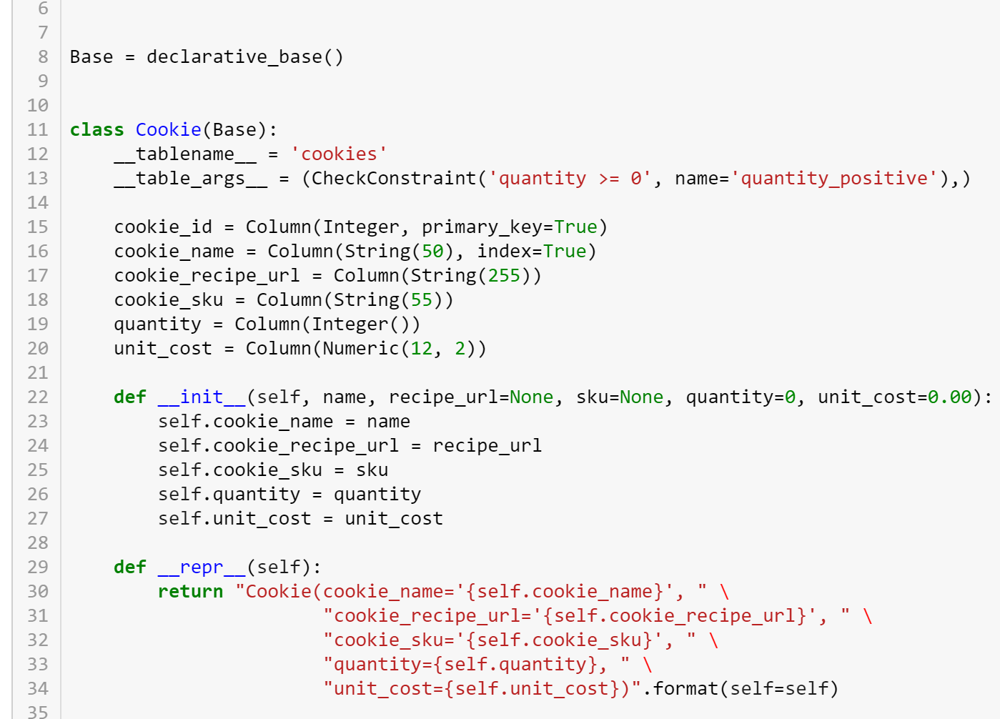 6
7
8 Base = declarative_base()
9
10
11 class Cookie(Base):
12     __tablename__ = 'cookies'
13     __table_args__ = (CheckConstraint('quantity >= 0', name='quantity_positive'),)
14
15     cookie_id = Column(Integer, primary_key=True)
16     cookie_name = Column(String(50), index=True)
17     cookie_recipe_url = Column(String(255))
18     cookie_sku = Column(String(55))
19     quantity = Column(Integer())
20     unit_cost = Column(Numeric(12, 2))
21
22     def __init__(self, name, recipe_url=None, sku=None, quantity=0, unit_cost=0.00):
23         self.cookie_name = name
24         self.cookie_recipe_url = recipe_url
25         self.cookie_sku = sku
26         self.quantity = quantity
27         self.unit_cost = unit_cost
28
29     def __repr__(self):
30         return "Cookie(cookie_name='{self.cookie_name}', " \
31                        "cookie_recipe_url='{self.cookie_recipe_url}', " \
32                        "cookie_sku='{self.cookie_sku}', " \
33                        "quantity={self.quantity}, " \
34                        "unit_cost={self.unit_cost})".format(self=self)
35